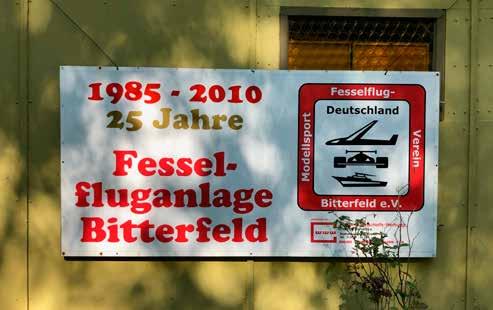 1985 - 2010
25 Jahre
Fessel-
fluganlage
Bitterfeld
Fesselflug-
Deutschland
Modellsport
Verein
Bitterfeld e.V.